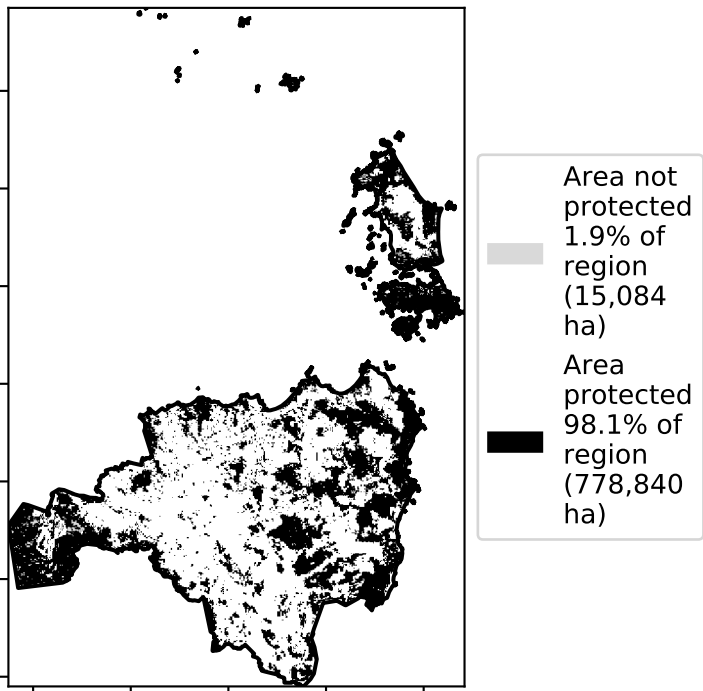 Area not
protected
1.9% of
region
(15,084
ha)
Area
protected
98.1% of
region
(778,840
ha)